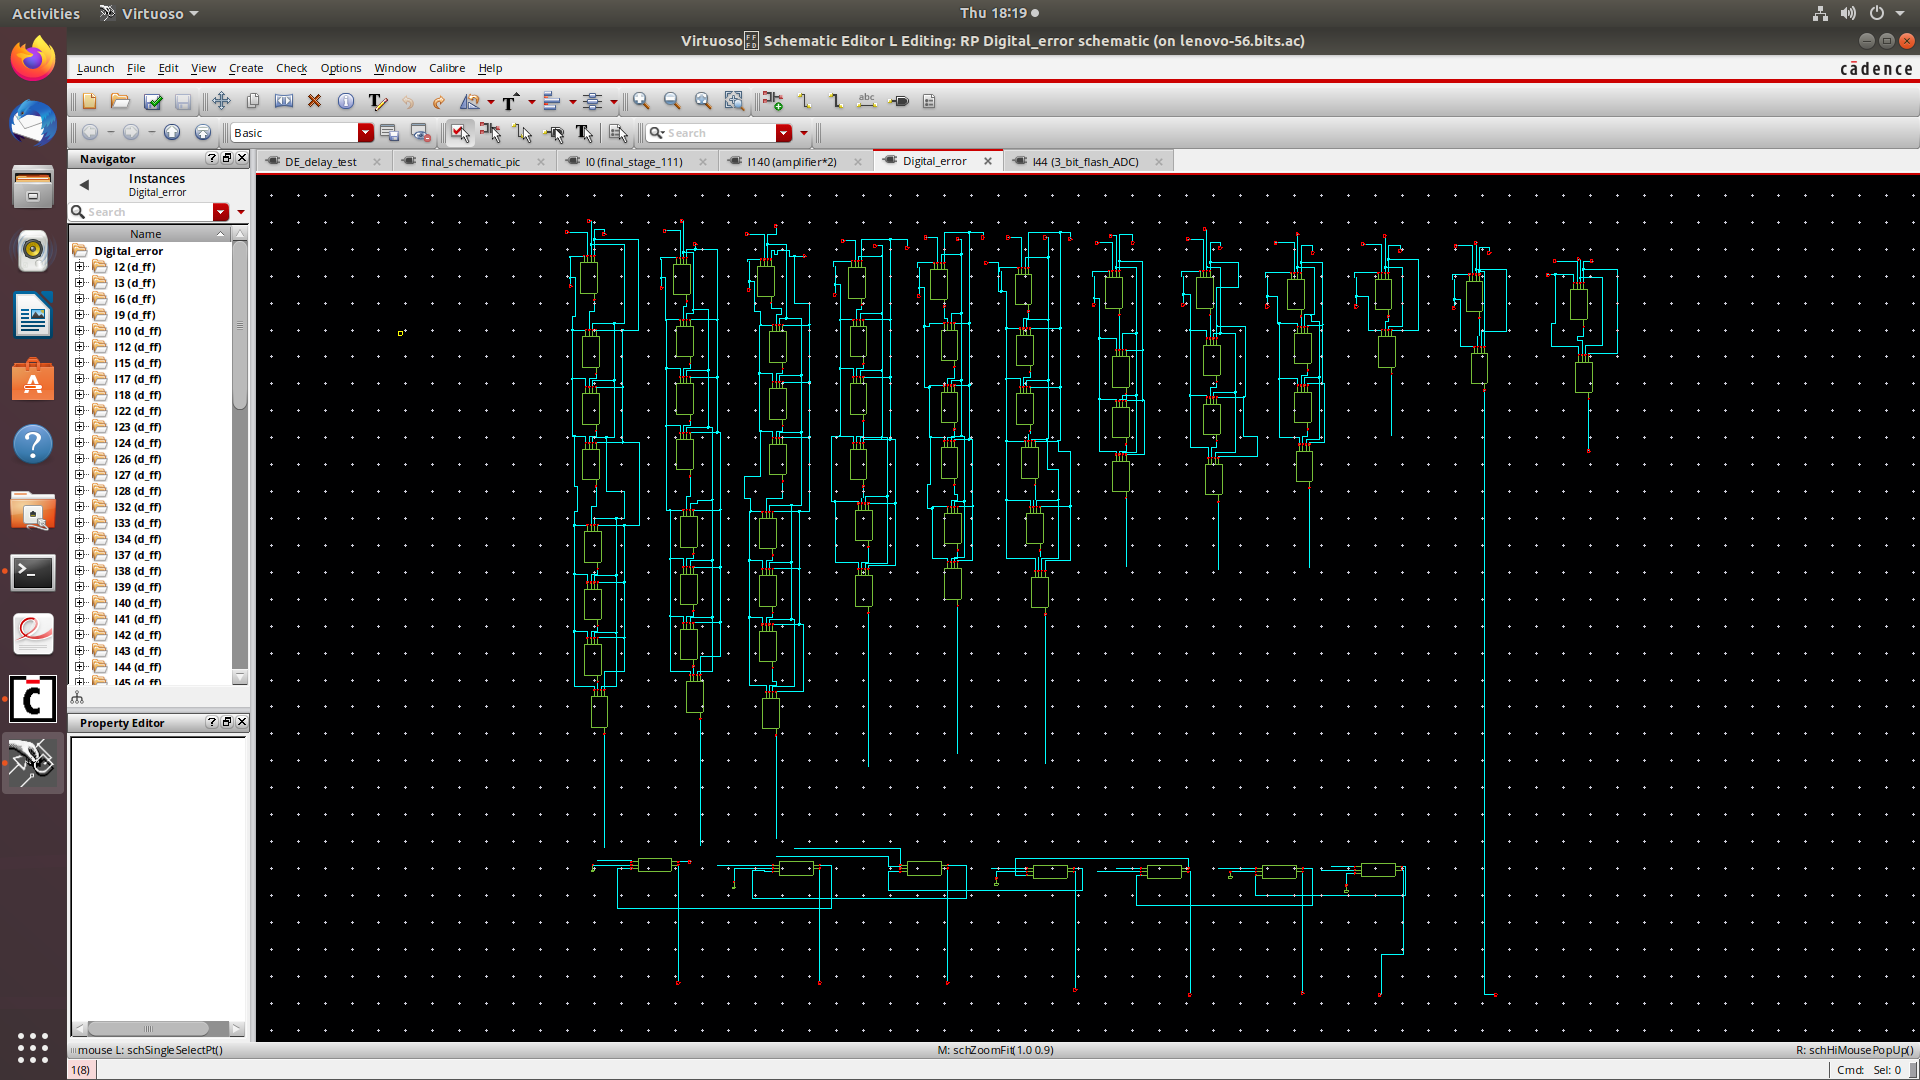 Activities Virtuoso Thu 18:19
Virtuoso Schematic Editor L Editing: RP Digital_error schematic (on lenovo-56.bits.ac)
Launch File Edit View Create Check Options Window Calibre Help cādence
Basic Search
Navigator DE_delay_test final_schematic_pic I0 (final_stage_111) I140 (amplifier*2) Digital_error I44 (3_bit_flash_ADC)
Instances
Digital_error
Search
Name
Digital_error
I2 (d_ff)
I3 (d_ff)
I6 (d_ff)
I9 (d_ff)
I10 (d_ff)
I12 (d_ff)
I15 (d_ff)
I17 (d_ff)
I18 (d_ff)
I22 (d_ff)
I23 (d_ff)
I24 (d_ff)
I26 (d_ff)
I27 (d_ff)
I28 (d_ff)
I32 (d_ff)
I33 (d_ff)
I34 (d_ff)
I37 (d_ff)
I38 (d_ff)
I39 (d_ff)
I40 (d_ff)
I41 (d_ff)
I42 (d_ff)
I43 (d_ff)
I44 (d_ff)
I45 (d_ff)
Property Editor
mouse L: schSingleSelectPt() M: schZoomFit(1.0 0.9) R: schHiMousePopUp()
1(8) Cmd: Sel: 0